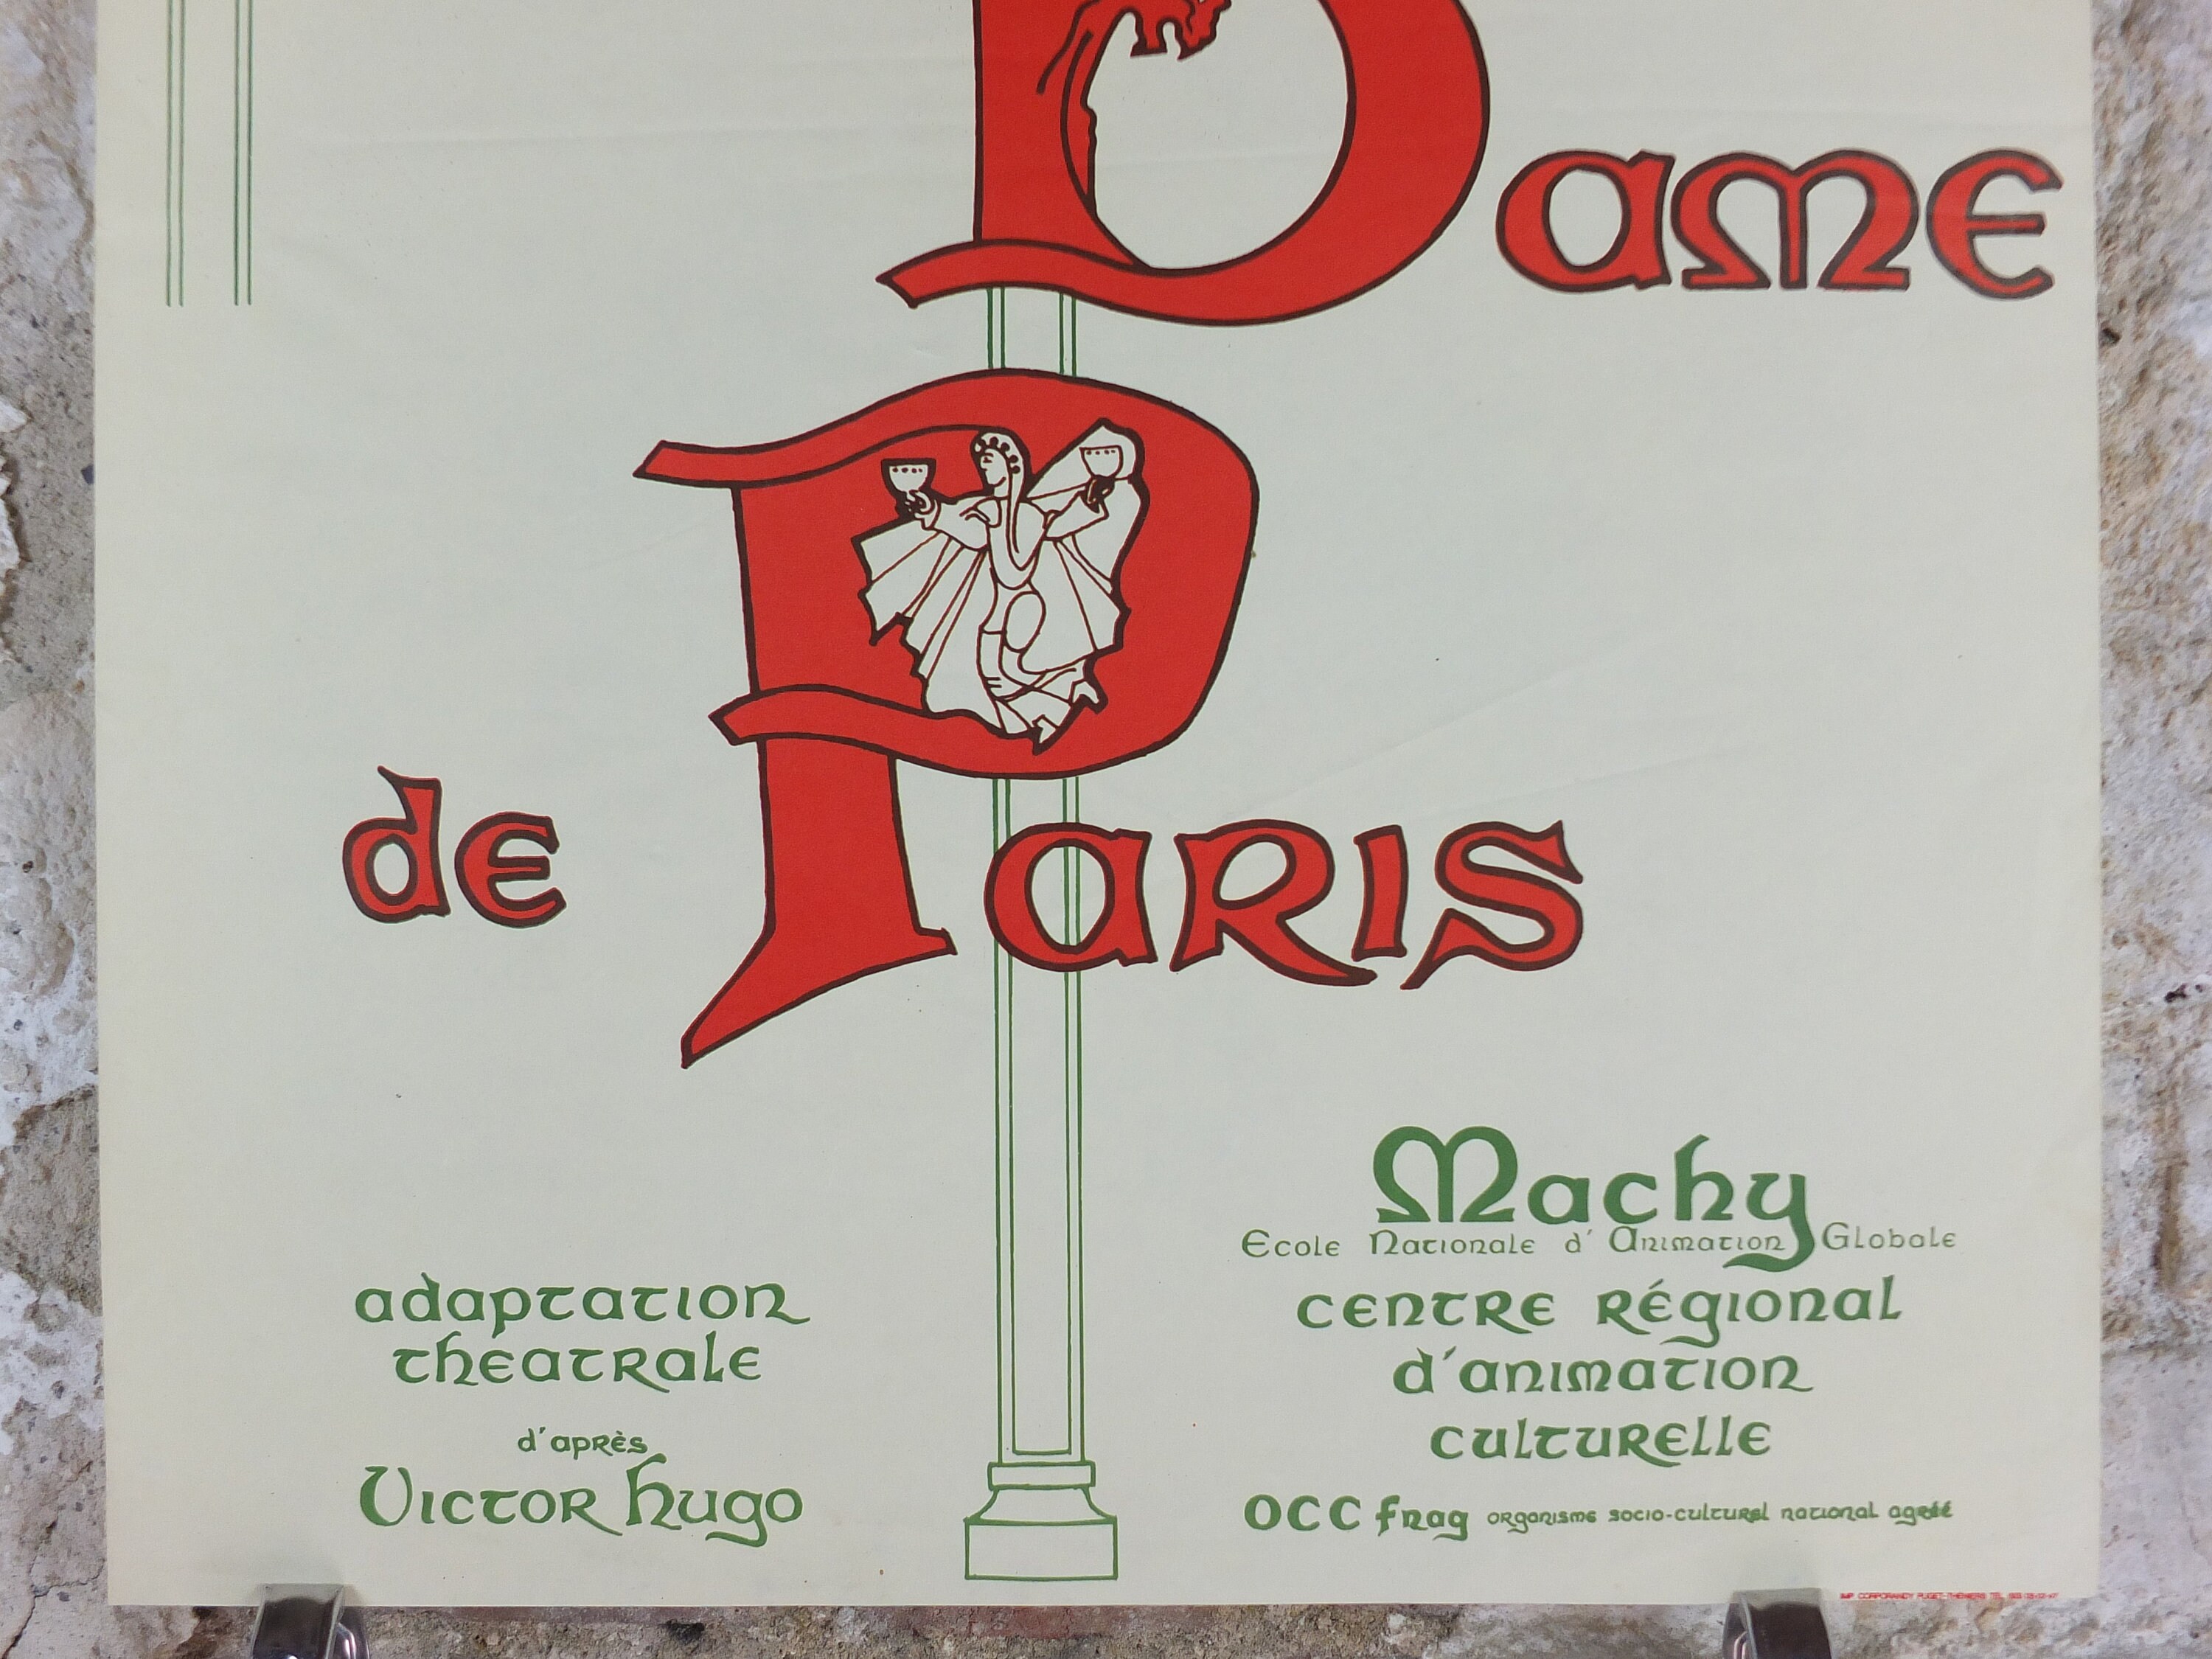 Dame
de Paris
adaptation
theatrale
d'après
Victor Hugo
Machy
Ecole Nationale d'Animation Globale
centre régional
d'animation
culturelle
OCC fnag organisme socio-culturel national agréé